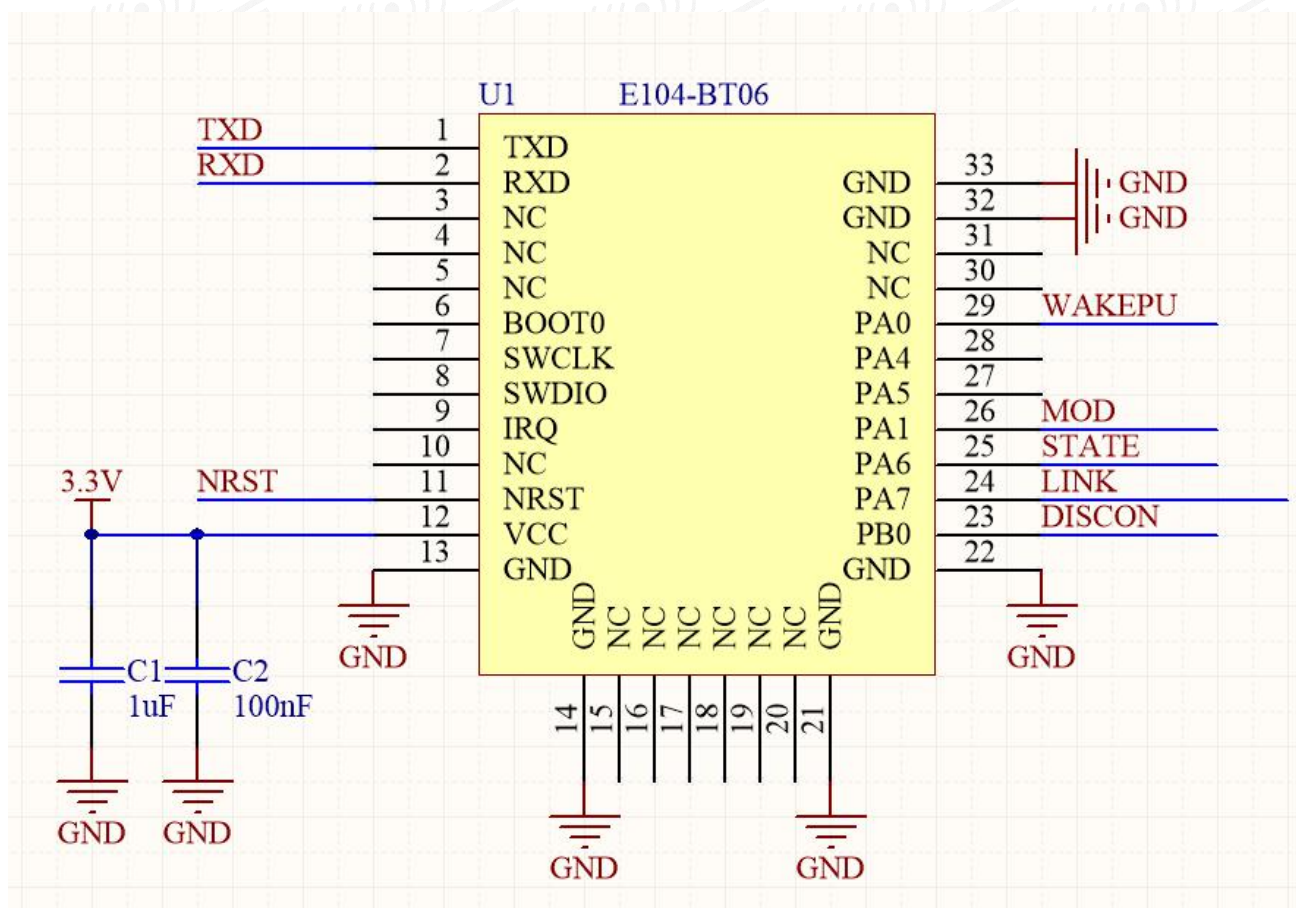 U1 E104-BT06
TXD 1 TXD
RXD 2 RXD
3 NC
4 NC
5 NC
6 BOOT0
7 SWCLK
8 SWDIO
9 IRQ
10 NC
NRST 11 NRST
3.3V
12 VCC
13 GND
GND
GND 33 GND
GND 32 GND
NC 31
NC 30
PA0 29 WAKEPU
PA4 28
PA5 27
PA1 26 MOD
PA6 25 STATE
PA7 24 LINK
PB0 23 DISCON
GND 22
GND
GND NC NC NC NC NC NC GND
14 15 16 17 18 19 20 21
C1
1uF
C2
100nF
GND
GND
GND
GND